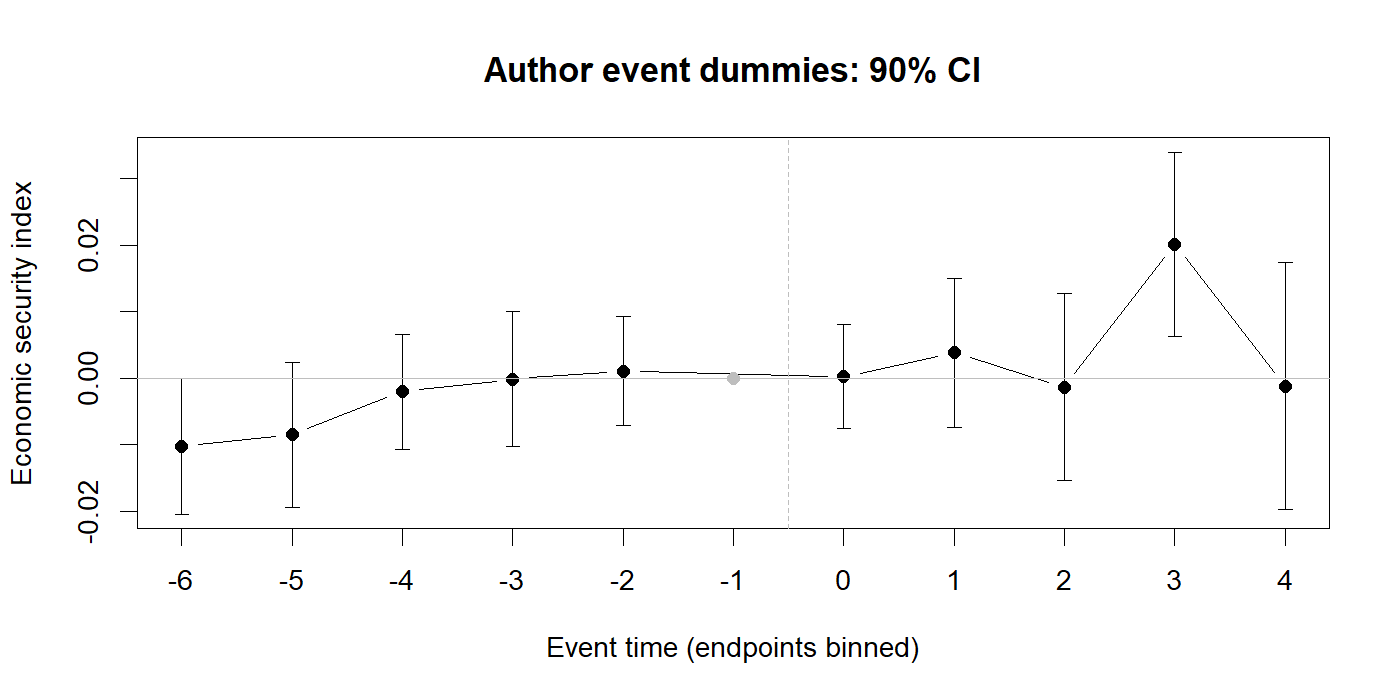 Author event dummies: 90% CI
Economic security index
0.02
0.00
-0.02
-6 -5 -4 -3 -2 -1 0 1 2 3 4
Event time (endpoints binned)